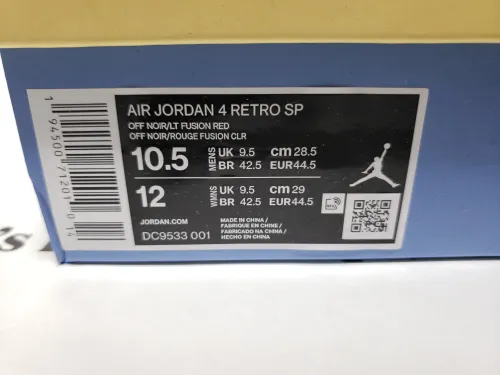 AIR JORDAN 4 RETRO SP
OFF NOIR/LT FUSION RED
OFF NOIR/ROUGE FUSION CLR
10.5 MENS UK 9.5 cm 28.5
BR 42.5 EUR 44.5
12 WMNS UK 9.5 cm 29
BR 42.5 EUR 44.5
JORDAN.COM
DC9533 001
MADE IN CHINA /
FABRIQUE EN CHINE /
FABRICADO NA CHINA /
HECHO EN CHINA
1 94500 71201 0 14